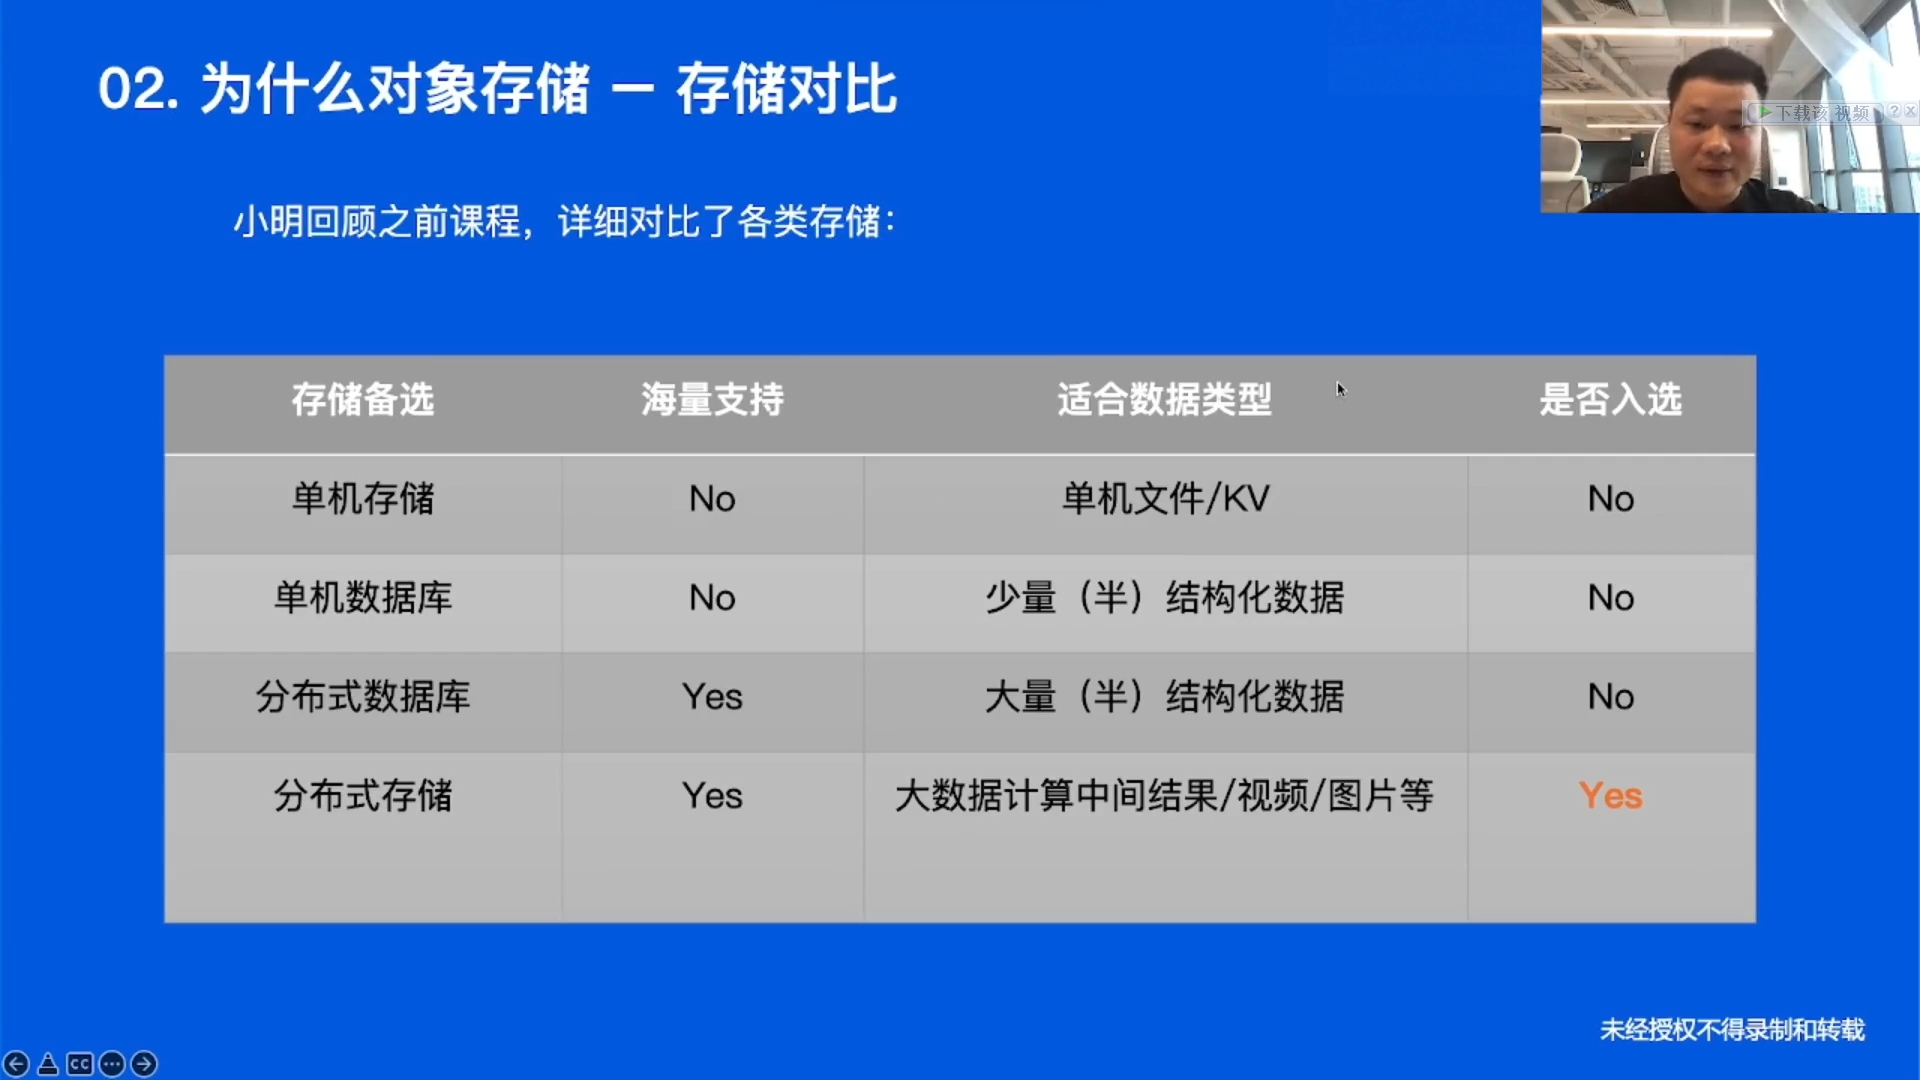 02. 为什么对象存储 － 存储对比
下载该 视频
小明回顾之前课程，详细对比了各类存储：
存储备选 海量支持 适合数据类型 是否入选
单机存储 No 单机文件/KV No
单机数据库 No 少量（半）结构化数据 No
分布式数据库 Yes 大量（半）结构化数据 No
分布式存储 Yes 大数据计算中间结果/视频/图片等 Yes
未经授权不得录制和转载
CC